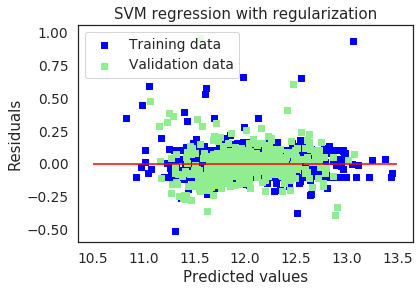 SVM regression with regularization
Training data
Validation data
1.00
0.75
0.50
0.25
0.00
−0.25
−0.50
Residuals
10.5 11.0 11.5 12.0 12.5 13.0 13.5
Predicted values